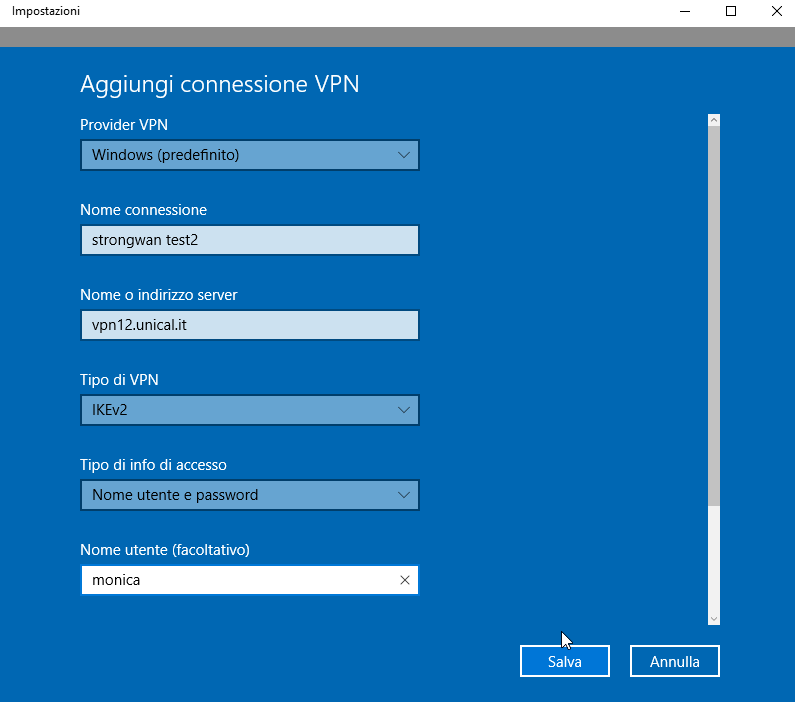 Impostazioni
Aggiungi connessione VPN
Provider VPN
Windows (predefinito)
Nome connessione
strongwan test2
Nome o indirizzo server
vpn12.unical.it
Tipo di VPN
IKEv2
Tipo di info di accesso
Nome utente e password
Nome utente (facoltativo)
monica
Salva
Annulla